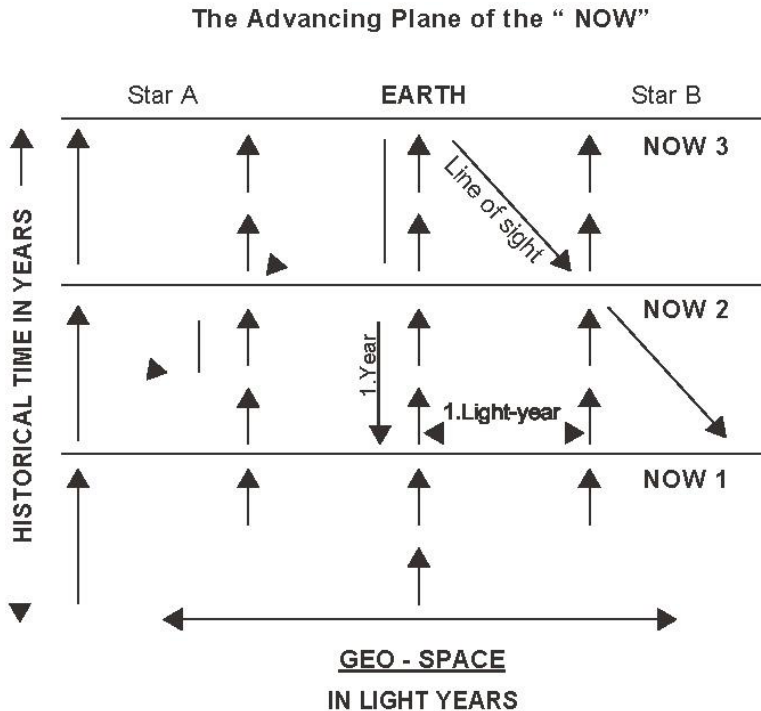 The Advancing Plane of the “ NOW”
Star A
EARTH
Star B
NOW 3
Line of sight
HISTORICAL TIME IN YEARS
NOW 2
1.Year
1.Light-year
NOW 1
GEO - SPACE
IN LIGHT YEARS